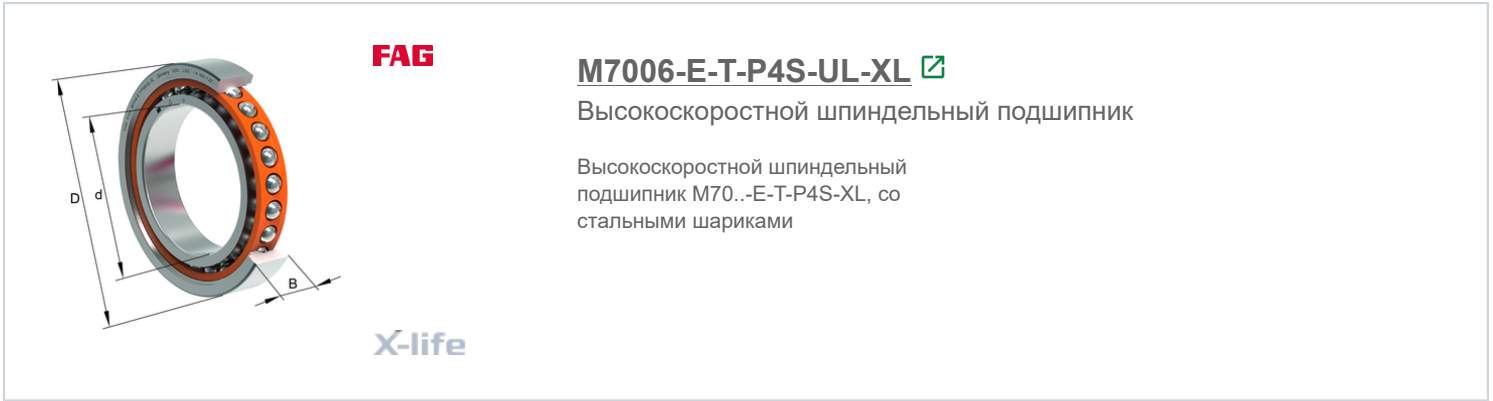 FAG
M7006-E-T-P4S-UL-XL
Высокоскоростной шпиндельный подшипник
Высокоскоростной шпиндельный
подшипник M70..-E-T-P4S-XL, со
стальными шариками
D
d
B
X-life